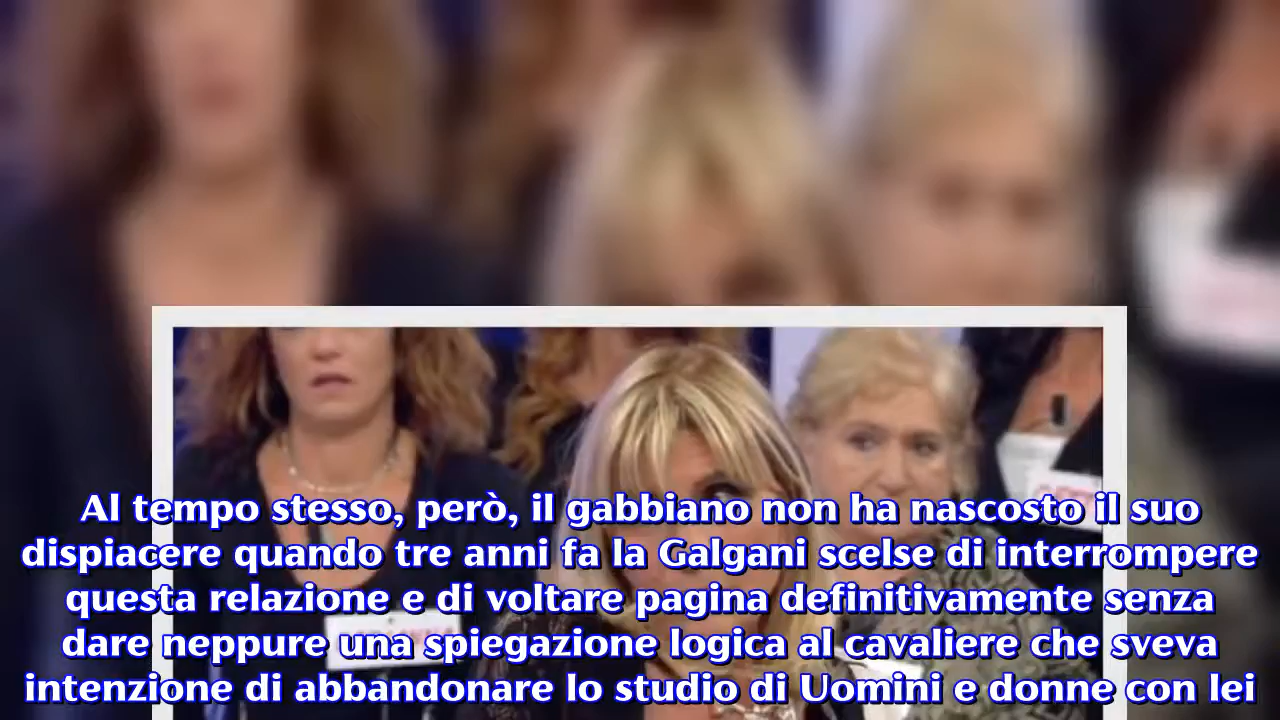 Al tempo stesso, però, il gabbiano non ha nascosto il suo
dispiacere quando tre anni fa la Galgani scelse di interrompere
questa relazione e di voltare pagina definitivamente senza
dare neppure una spiegazione logica al cavaliere che sveva
intenzione di abbandonare lo studio di Uomini e donne con lei